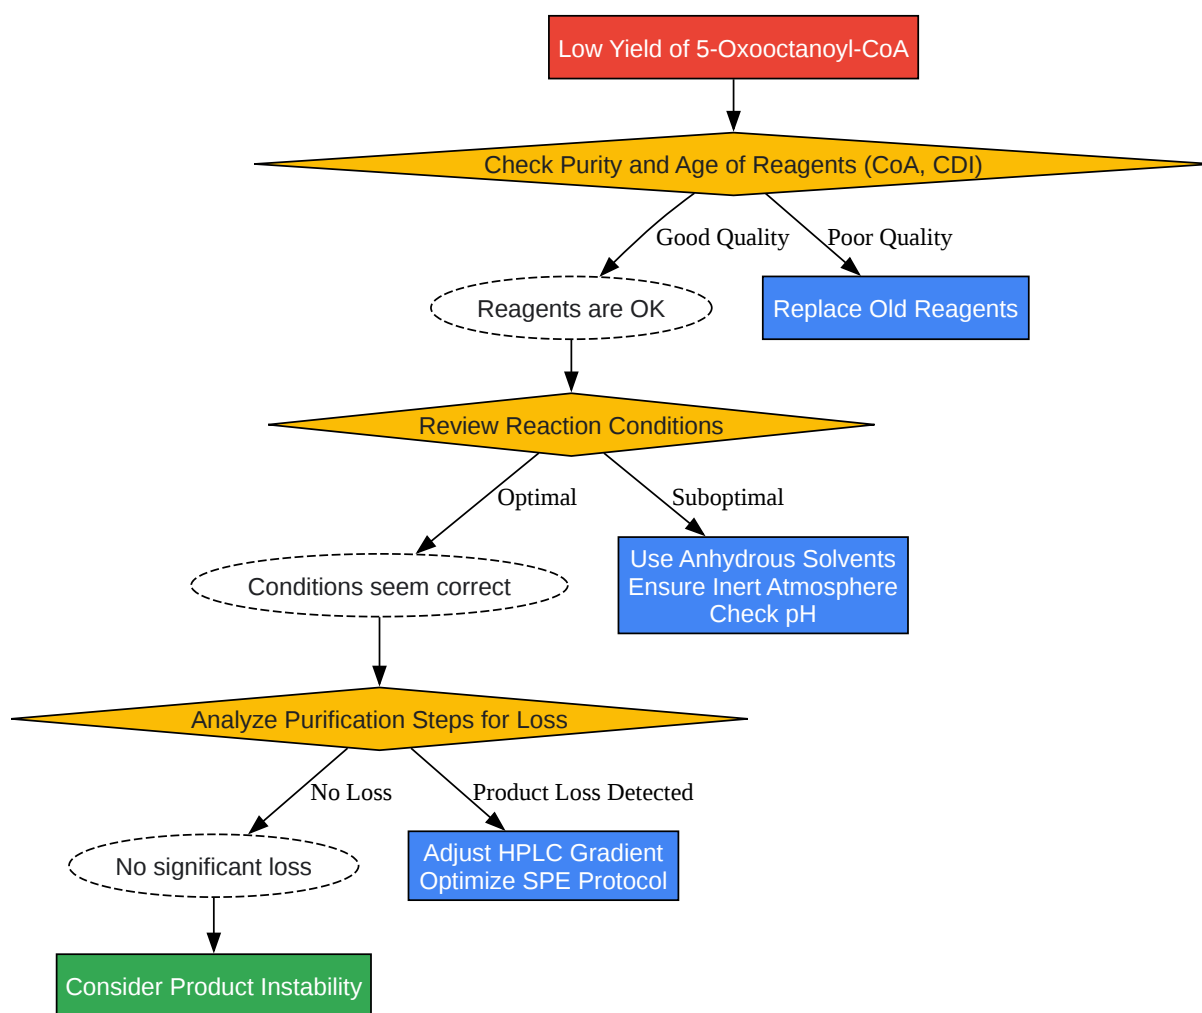 Low Yield of 5-Oxooctanoyl-CoA
Check Purity and Age of Reagents (CoA, CDI)
Good Quality
Poor Quality
Reagents are OK
Replace Old Reagents
Review Reaction Conditions
Optimal
Suboptimal
Conditions seem correct
Use Anhydrous Solvents
Ensure Inert Atmosphere
Check pH
Analyze Purification Steps for Loss
No Loss
Product Loss Detected
No significant loss
Adjust HPLC Gradient
Optimize SPE Protocol
Consider Product Instability